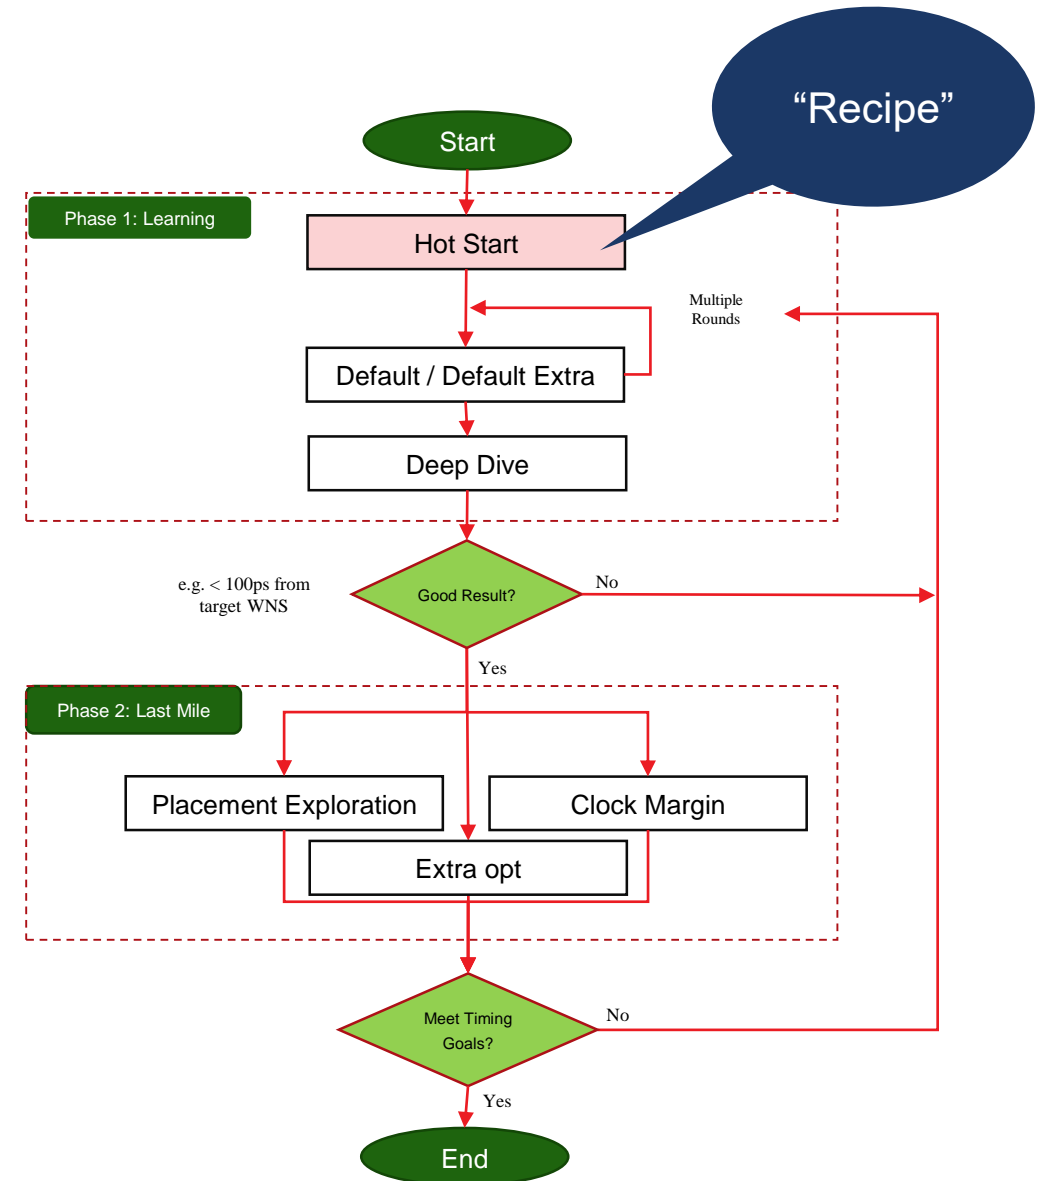 “Recipe”
Start
Phase 1: Learning
Hot Start
Multiple
Rounds
Default / Default Extra
Deep Dive
e.g. < 100ps from
target WNS
Good Result?
No
Yes
Phase 2: Last Mile
Placement Exploration
Clock Margin
Extra opt
Meet Timing
Goals?
No
Yes
End